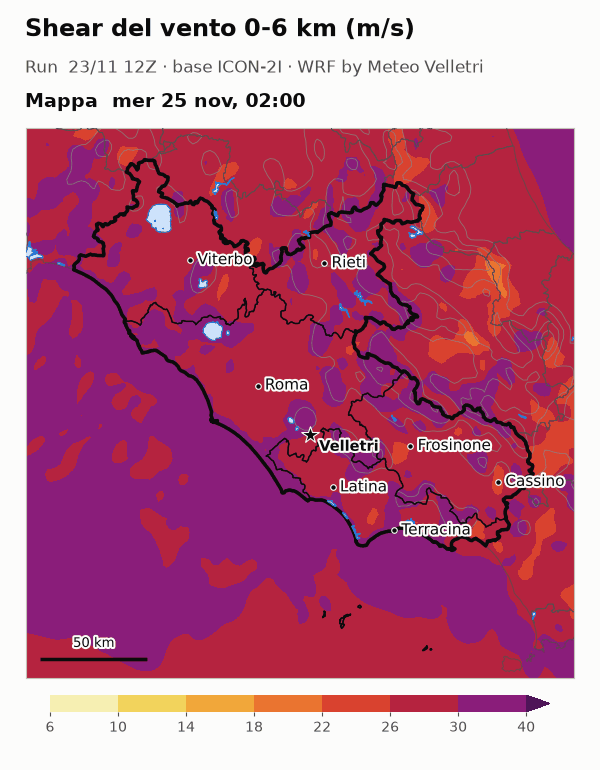 Shear del vento 0-6 km (m/s)
Run  23/11 12Z · base ICON-2I · WRF by Meteo Velletri
Mappa  mer 25 nov, 02:00
Viterbo
Rieti
Roma
Velletri
Frosinone
Cassino
Latina
Terracina
50 km
6 10 14 18 22 26 30 40